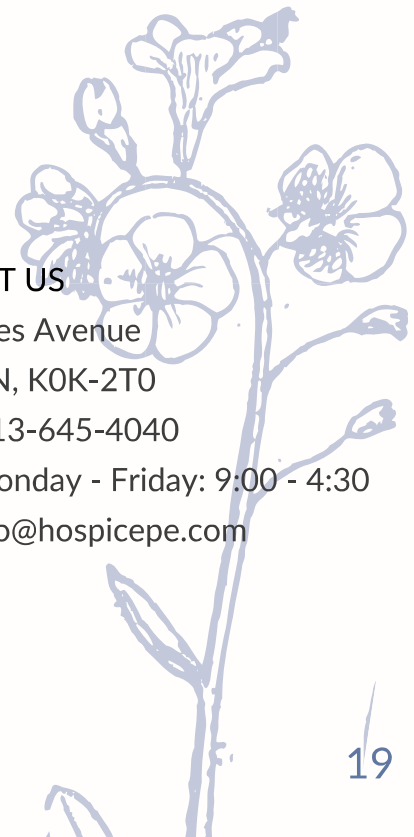 T US
es Avenue
N, K0K-2T0
13-645-4040
onday - Friday: 9:00 - 4:30
o@hospicepe.com
19